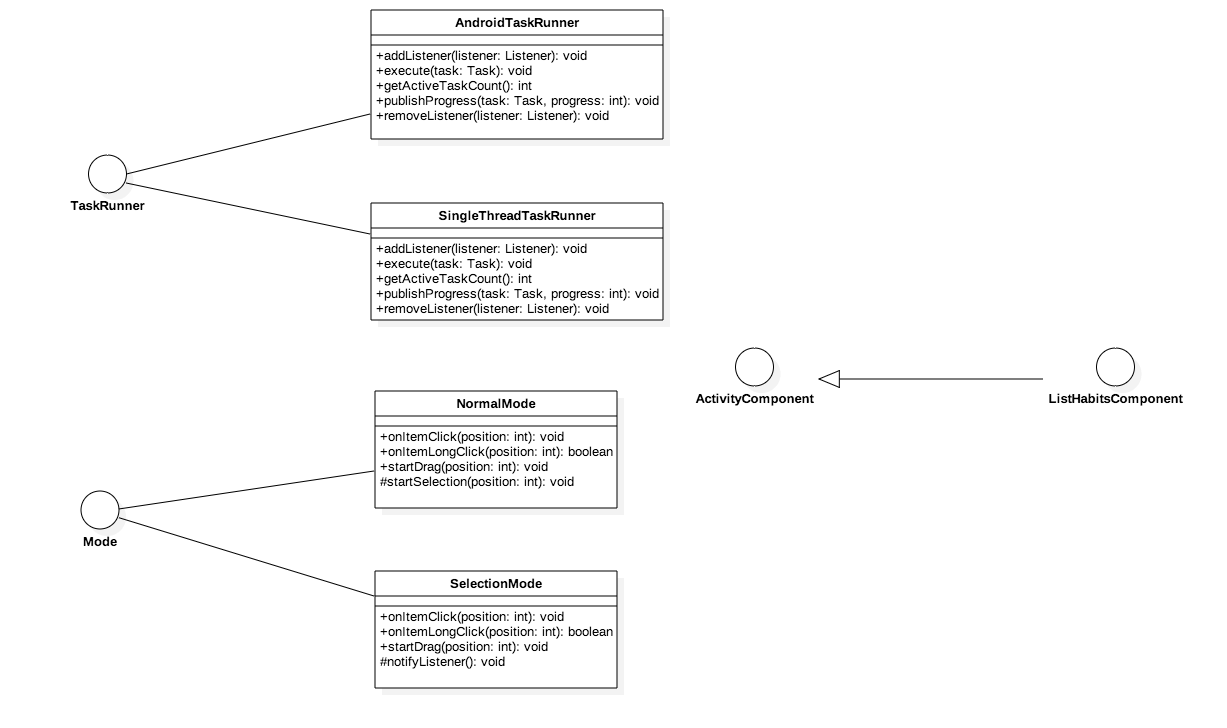 AndroidTaskRunner
+addListener(listener: Listener): void
+execute(task: Task): void
+getActiveTaskCount(): int
+publishProgress(task: Task, progress: int): void
+removeListener(listener: Listener): void
TaskRunner
SingleThreadTaskRunner
+addListener(listener: Listener): void
+execute(task: Task): void
+getActiveTaskCount(): int
+publishProgress(task: Task, progress: int): void
+removeListener(listener: Listener): void
ActivityComponent
ListHabitsComponent
NormalMode
+onItemClick(position: int): void
+onItemLongClick(position: int): boolean
+startDrag(position: int): void
#startSelection(position: int): void
Mode
SelectionMode
+onItemClick(position: int): void
+onItemLongClick(position: int): boolean
+startDrag(position: int): void
#notifyListener(): void